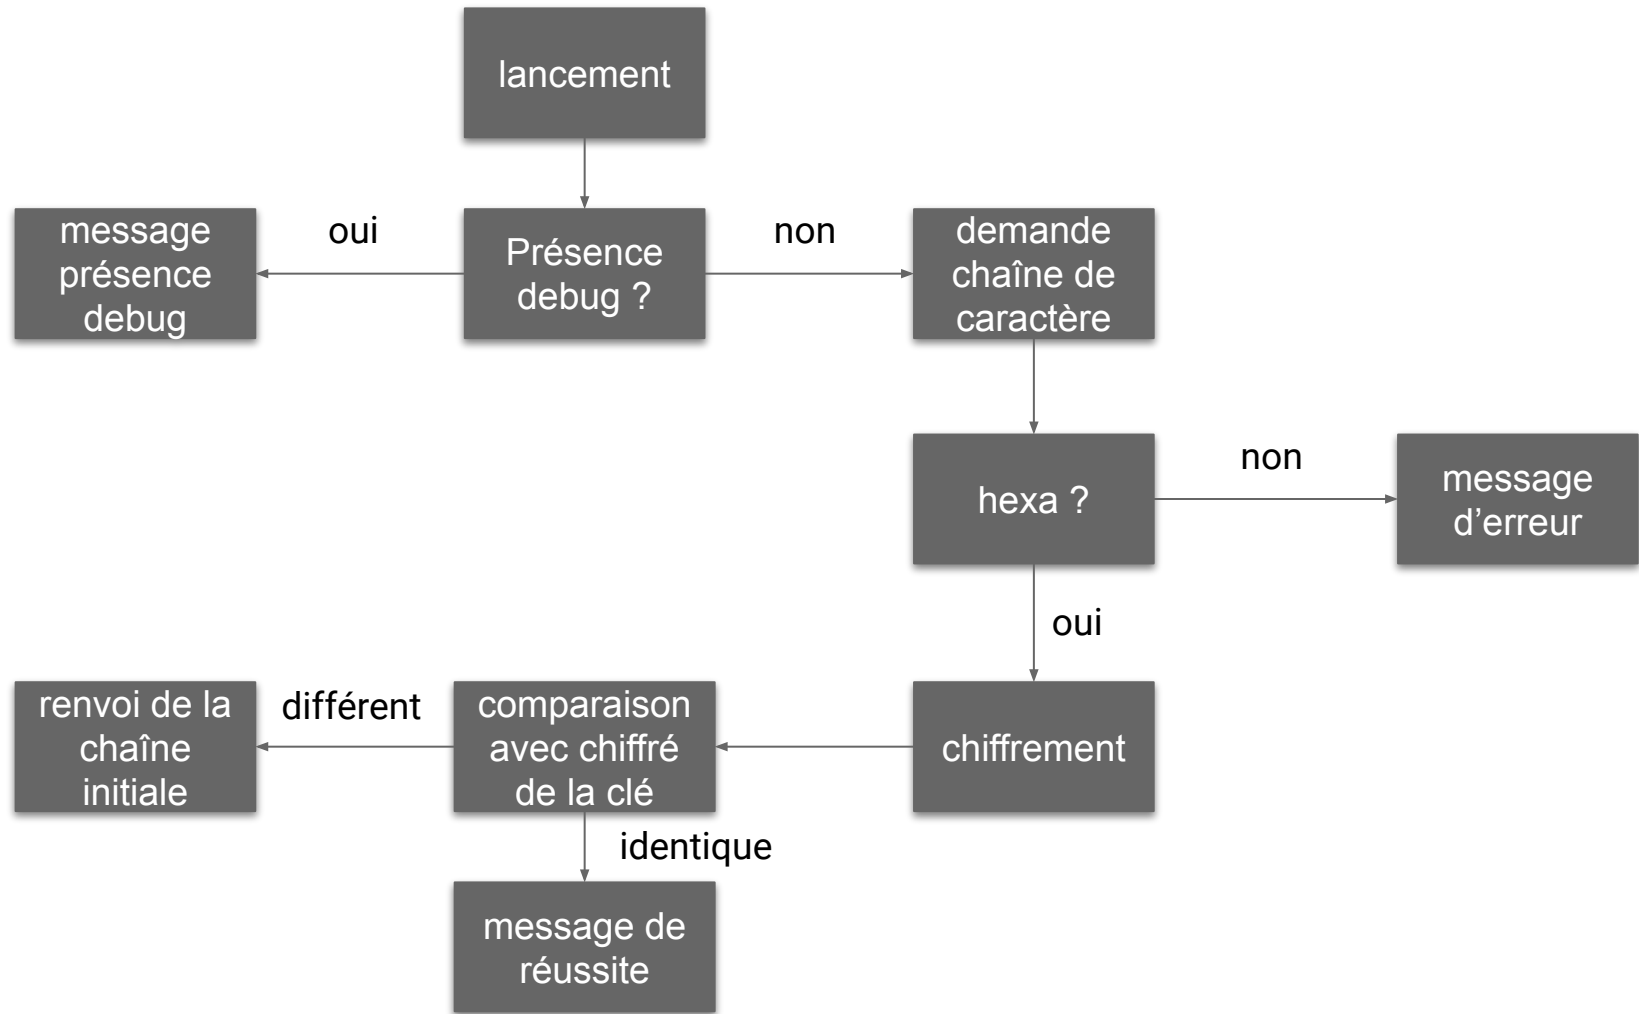 lancement
message
présence
debug
oui
Présence
debug ?
non
demande
chaîne de
caractère
hexa ?
non
message
d’erreur
oui
renvoi de la
chaîne
initiale
différent
comparaison
avec chiffré
de la clé
chiffrement
identique
message de
réussite